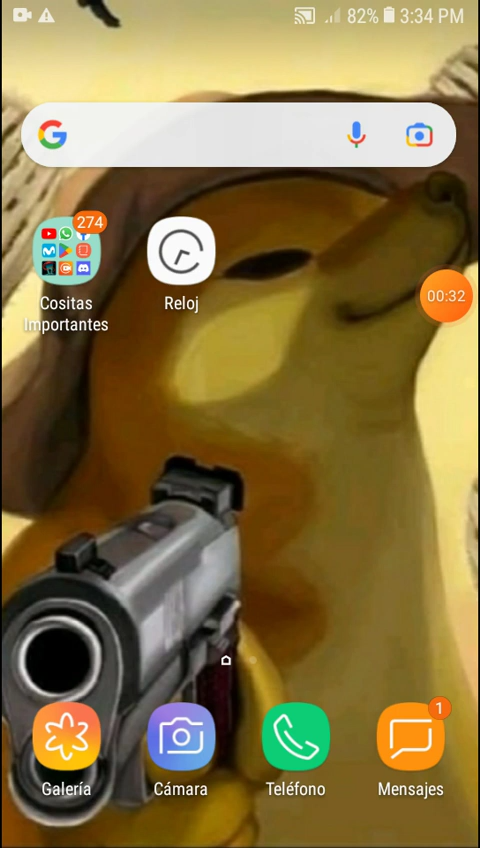 82% 3:34 PM
G
274
Cositas
Importantes
Reloj
00:32
1
Galería
Cámara
Teléfono
Mensajes